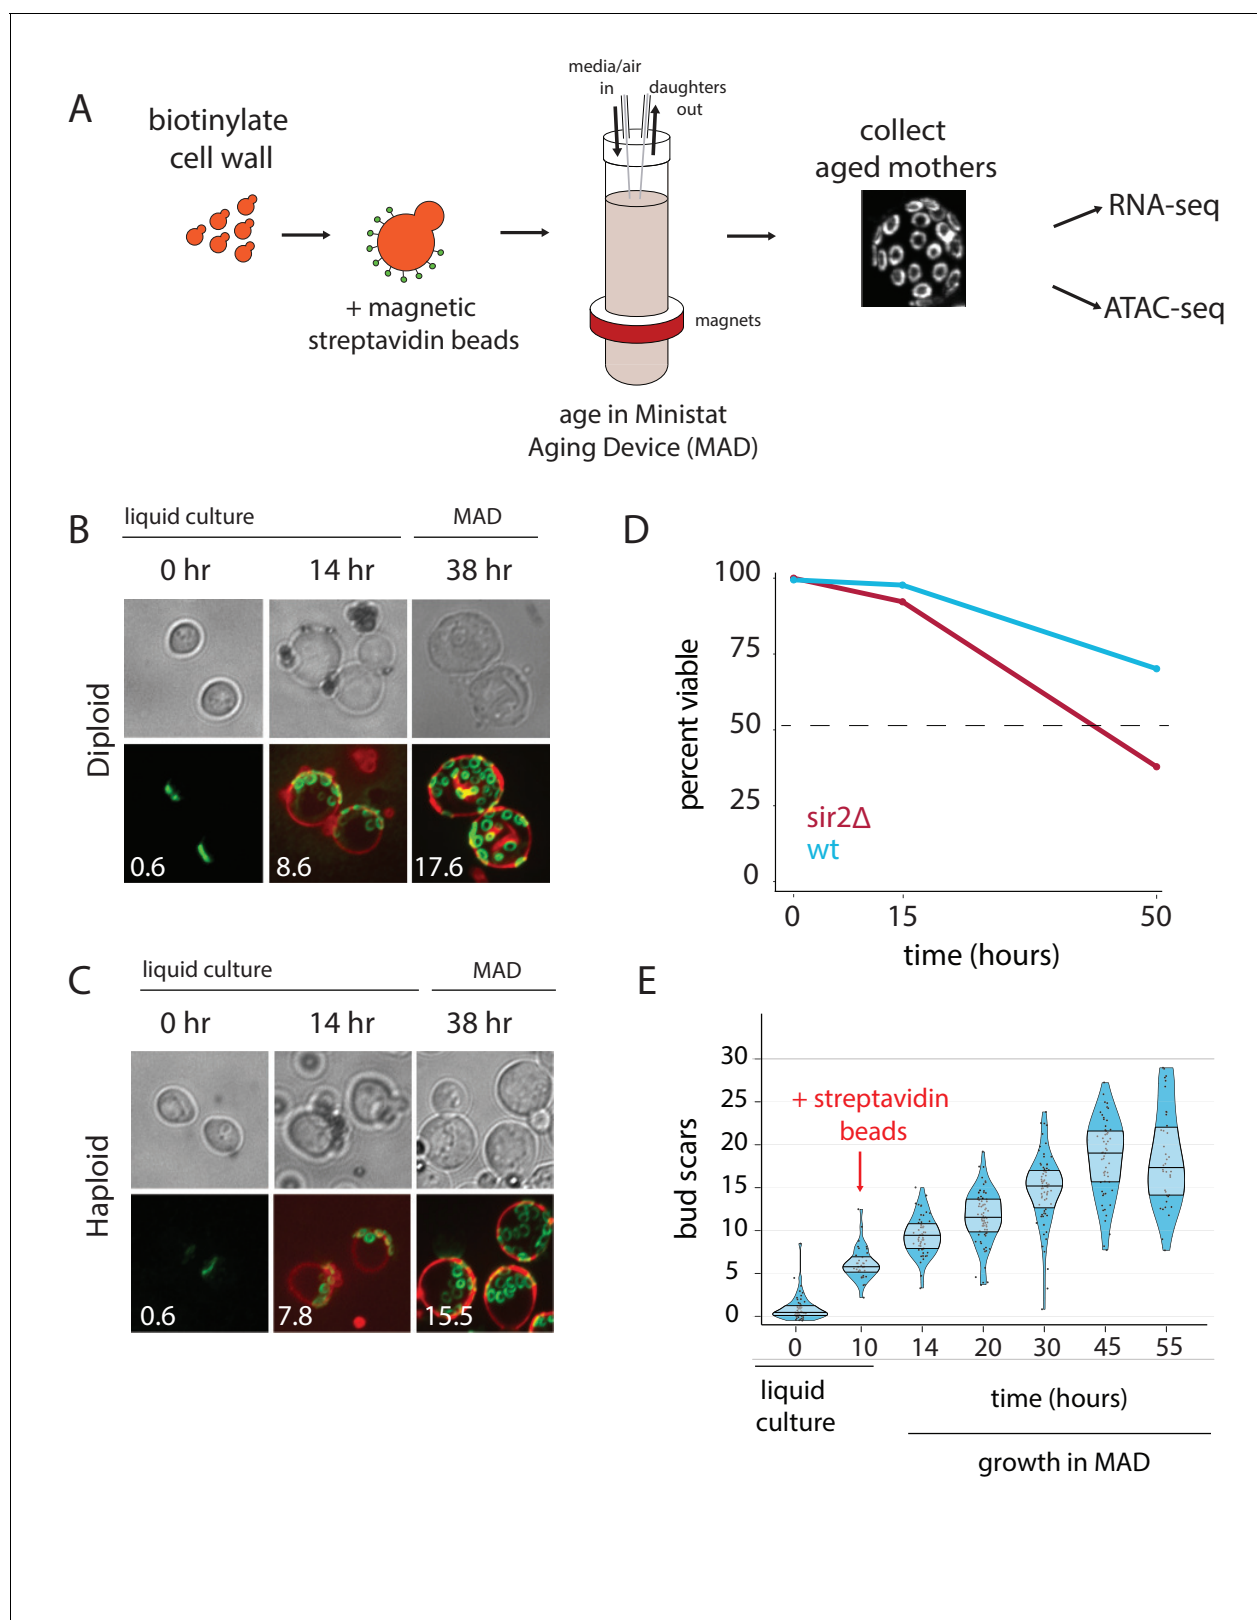 A
biotinylate
cell wall
+ magnetic
streptavidin beads
media/air
in
daughters
out
magnets
age in Ministat
Aging Device (MAD)
collect
aged mothers
RNA-seq
ATAC-seq
B
liquid culture
MAD
0 hr
14 hr
38 hr
Diploid
0.6
8.6
17.6
C
liquid culture
MAD
0 hr
14 hr
38 hr
Haploid
0.6
7.8
15.5
D
percent viable
100
75
50
25
0
sir2Δ
wt
0
15
50
time (hours)
E
bud scars
30
25
20
15
10
5
0
+ streptavidin
beads
0
10
14
20
30
45
55
liquid
culture
time (hours)
growth in MAD